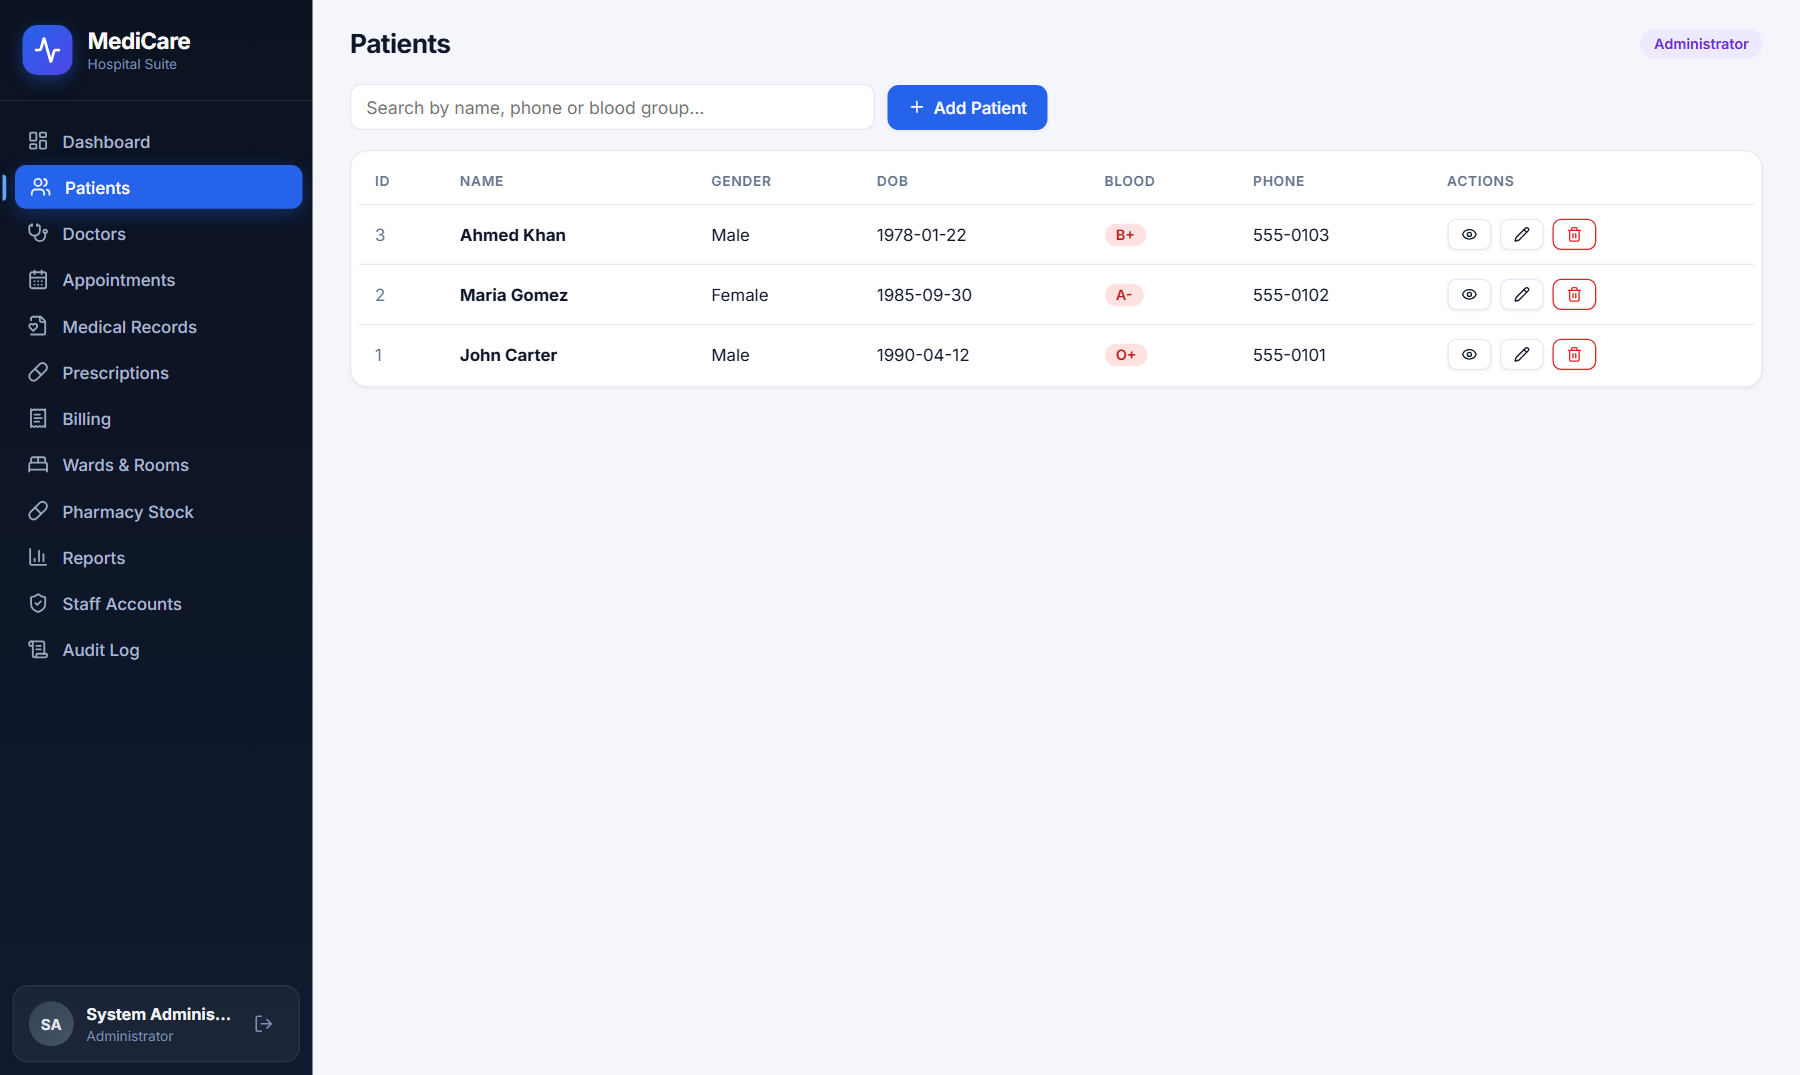 MediCare
Hospital Suite
Dashboard
Patients
Doctors
Appointments
Medical Records
Prescriptions
Billing
Wards & Rooms
Pharmacy Stock
Reports
Staff Accounts
Audit Log
SA
System Adminis...
Administrator
Patients
Administrator
Search by name, phone or blood group...
+ Add Patient
ID NAME GENDER DOB BLOOD PHONE ACTIONS
3 Ahmed Khan Male 1978-01-22 B+ 555-0103
2 Maria Gomez Female 1985-09-30 A- 555-0102
1 John Carter Male 1990-04-12 O+ 555-0101